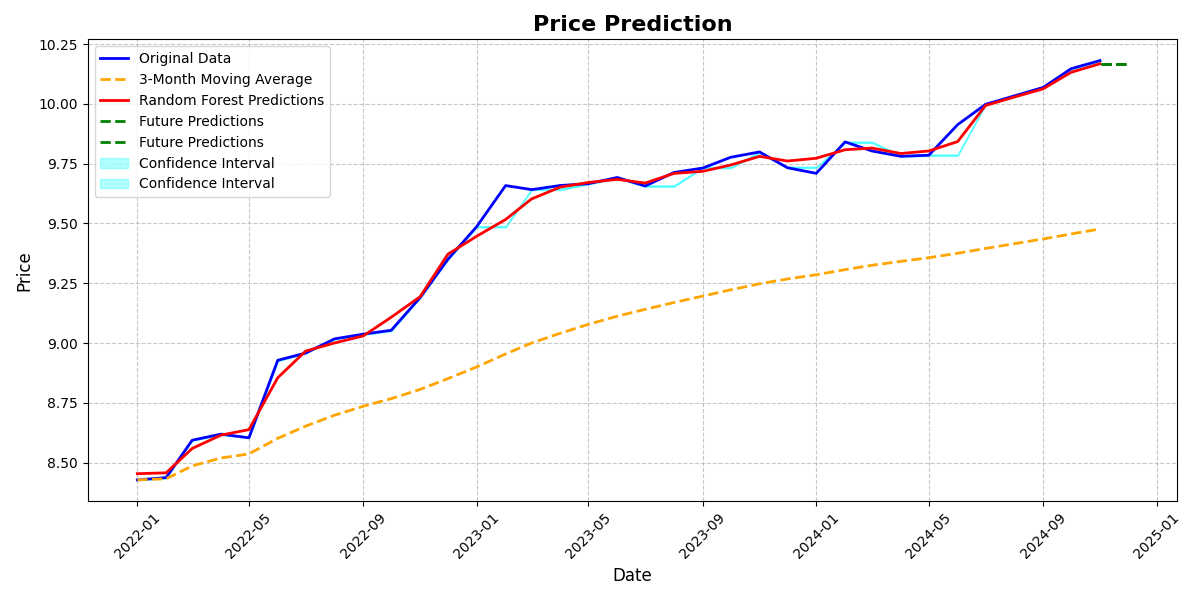 Price Prediction
10.25
10.00
9.75
9.50
9.25
9.00
8.75
8.50
Price
Original Data
3-Month Moving Average
Random Forest Predictions
Future Predictions
Future Predictions
Confidence Interval
Confidence Interval
2022-01
2022-05
2022-09
2023-01
2023-05
2023-09
2024-01
2024-05
2024-09
2025-01
Date